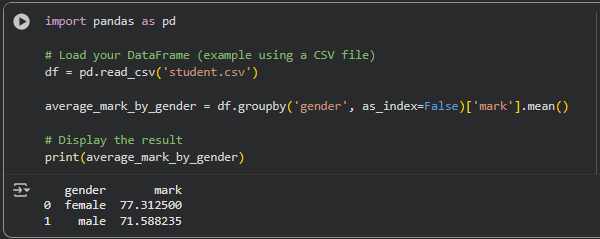 import pandas as pd
# Load your DataFrame (example using a CSV file)
df = pd.read_csv('student.csv')
average_mark_by_gender = df.groupby('gender', as_index=False)['mark'].mean()
# Display the result
print(average_mark_by_gender)
gender mark
0 female 77.312500
1 male 71.588235